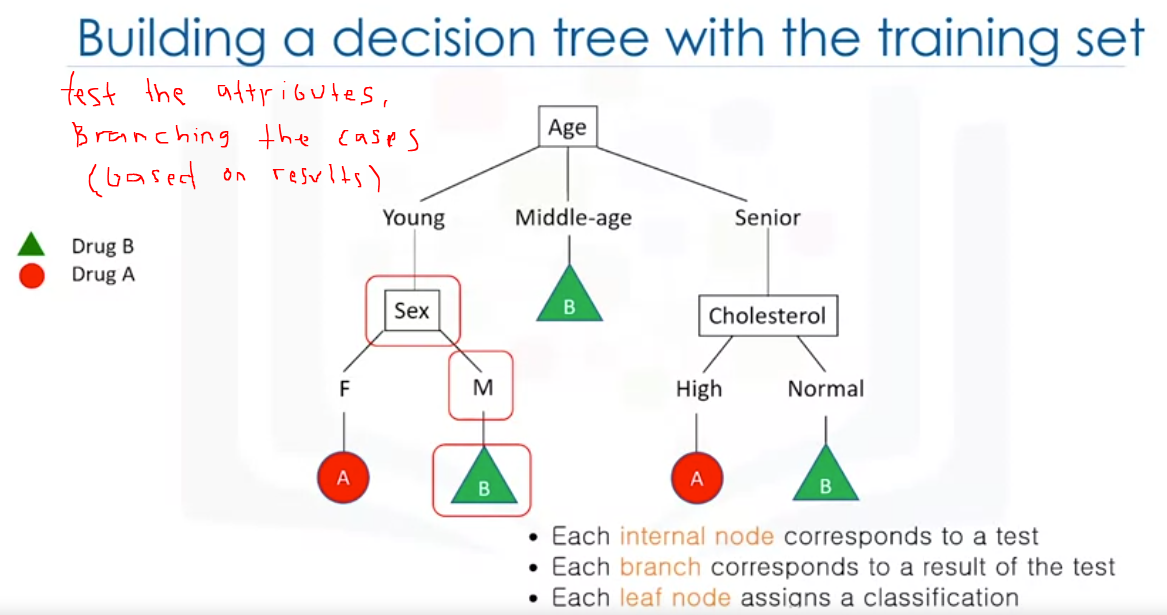 Building a decision tree with the training set
test the attributes,
Branching the cases
(based on results)
Age
Young Middle-age Senior
Drug B
Drug A
B
Sex
Cholesterol
F M High Normal
A B A B
• Each internal node corresponds to a test
• Each branch corresponds to a result of the test
• Each leaf node assigns a classification